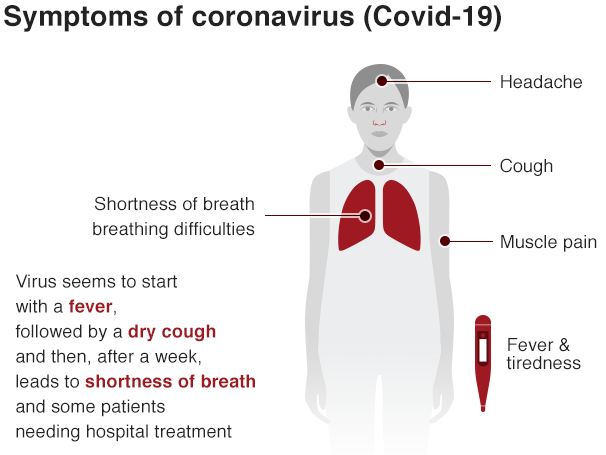 Symptoms of coronavirus (Covid-19)
Headache
Cough
Shortness of breath
breathing difficulties
Muscle pain
Virus seems to start
with a fever,
followed by a dry cough
and then, after a week,
leads to shortness of breath
and some patients
needing hospital treatment
Fever &
tiredness